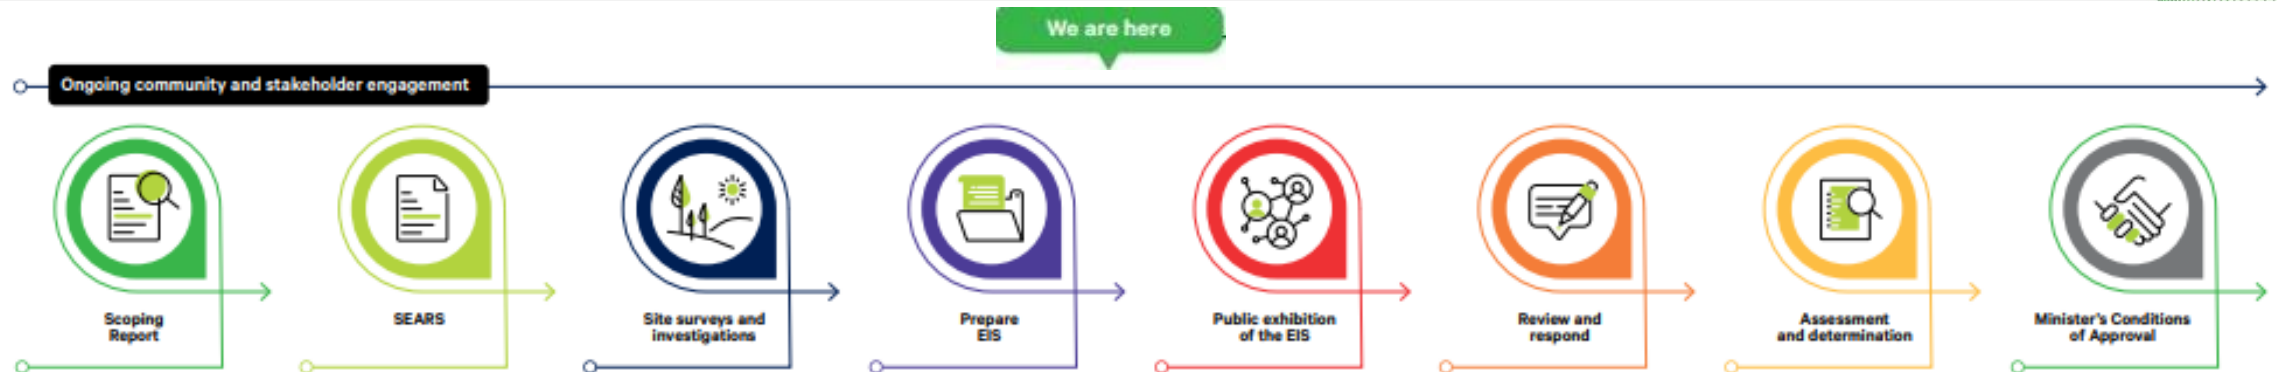 We are here
Ongoing community and stakeholder engagement
Scoping
Report
SEARS
Site surveys and
investigations
Prepare
EIS
Public exhibition
of the EIS
Review and
respond
Assessment
and determination
Minister's Conditions
of Approval